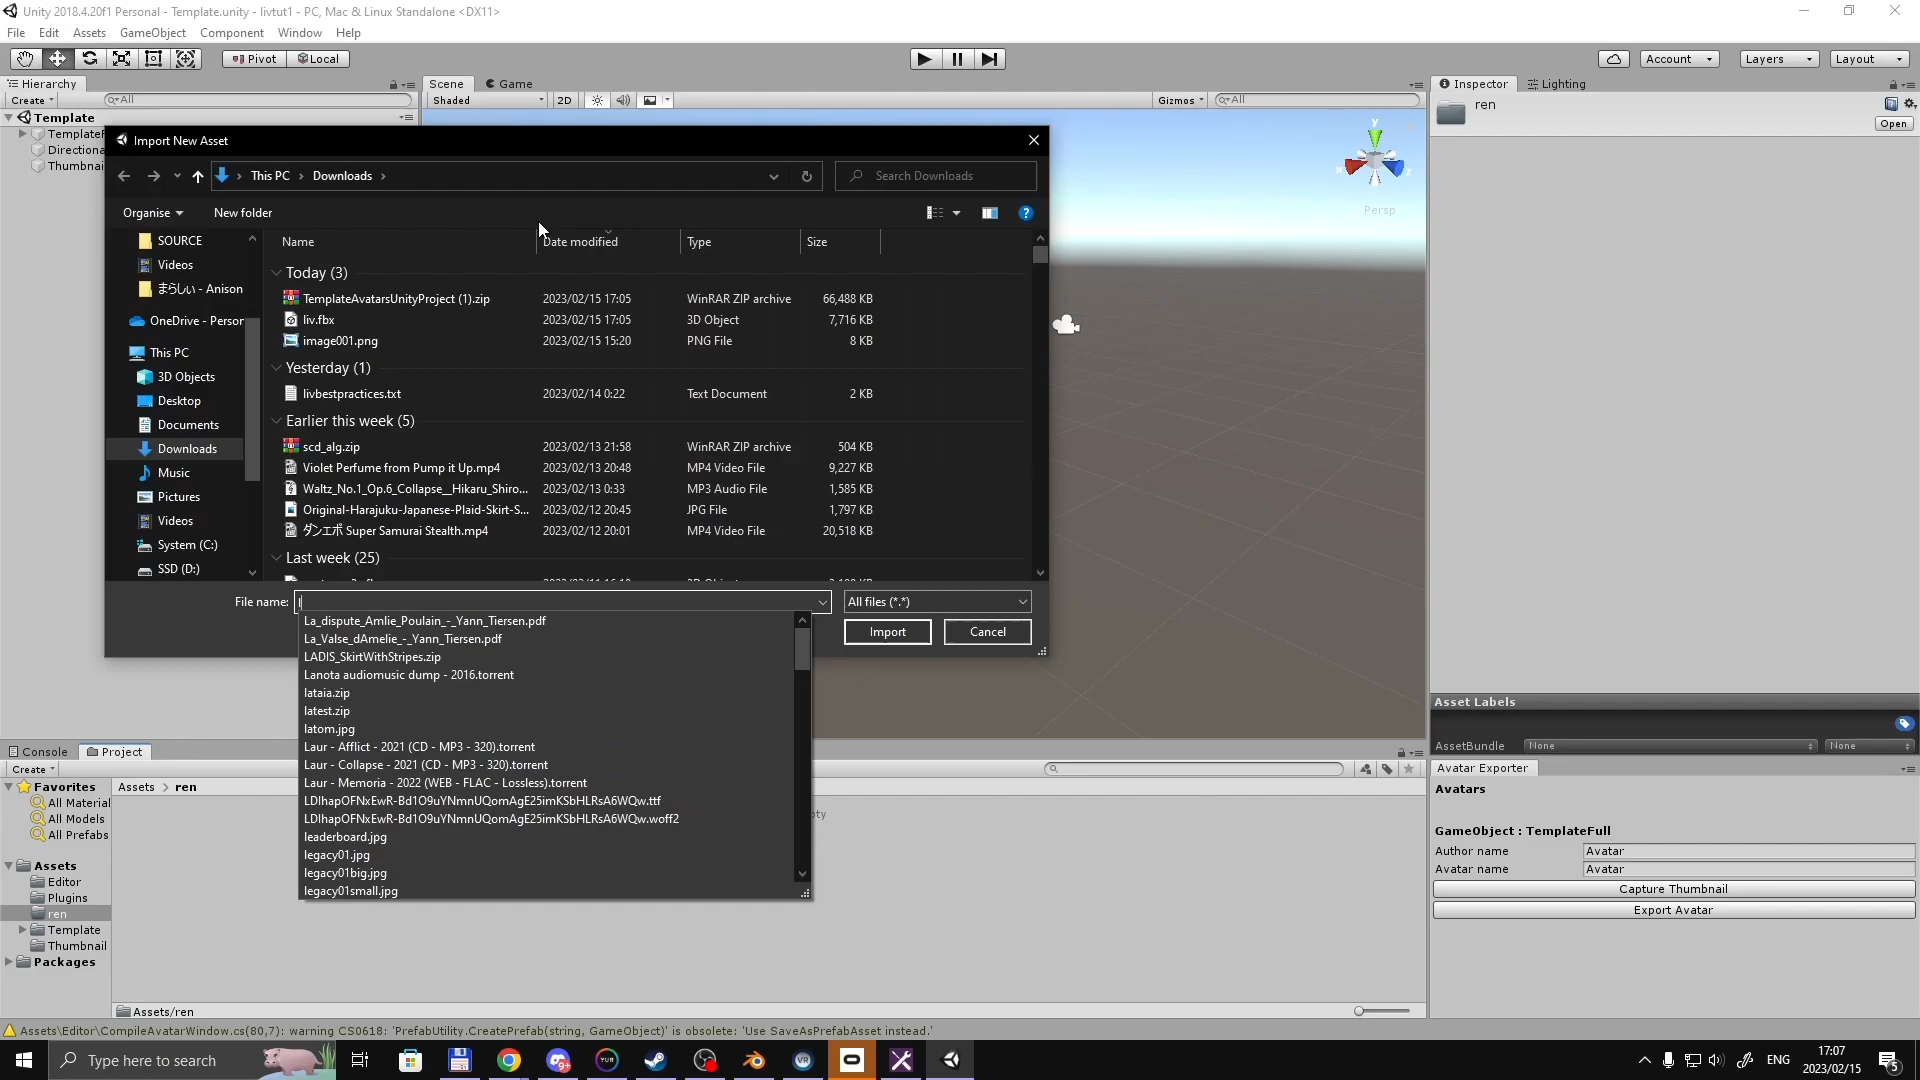 Unity 2018.4.20f1 Personal - Template.unity - livtut1 - PC, Mac & Linux Standalone <DX11>
File Edit Assets GameObject Component Window Help
Pivot Local Account Layers Layout
Hierarchy Scene Game Inspector Lighting
Create All Shaded 2D Gizmos All ren
Open
Template
Directiona
Thumbnai
Import New Asset
This PC Downloads Search Downloads
Organise New folder
Name Date modified Type Size
SOURCE
Videos
まらしぃ - Anison
OneDrive - Person
This PC
3D Objects
Desktop
Documents
Downloads
Music
Pictures
Videos
System (C:)
SSD (D:)
Today (3)
TemplateAvatarsUnityProject (1).zip 2023/02/15 17:05 WinRAR ZIP archive 66,488 KB
liv.fbx 2023/02/15 17:05 3D Object 7,716 KB
image001.png 2023/02/15 15:20 PNG File 8 KB
Yesterday (1)
livbestpractices.txt 2023/02/14 0:22 Text Document 2 KB
Earlier this week (5)
scd_alg.zip 2023/02/13 21:58 WinRAR ZIP archive 504 KB
Violet Perfume from Pump it Up.mp4 2023/02/13 20:48 MP4 Video File 9,227 KB
Waltz_No.1_Op.6_Collapse__Hikaru_Shiro... 2023/02/13 0:33 MP3 Audio File 1,585 KB
Original-Harajuku-Japanese-Plaid-Skirt-S... 2023/02/12 20:45 JPG File 1,797 KB
ダンエボ Super Samurai Stealth.mp4 2023/02/12 20:01 MP4 Video File 20,518 KB
Last week (25)
File name: l All files (*.*)
Import Cancel
La_dispute_Amlie_Poulain_-_Yann_Tiersen.pdf
La_Valse_dAmelie_-_Yann_Tiersen.pdf
LADIS_SkirtWithStripes.zip
Lanota audiomusic dump - 2016.torrent
lataia.zip
latest.zip
latom.jpg
Laur - Afflict - 2021 (CD - MP3 - 320).torrent
Laur - Collapse - 2021 (CD - MP3 - 320).torrent
Laur - Memoria - 2022 (WEB - FLAC - Lossless).torrent
LDIhapOFNxEwR-Bd1O9uYNmnUQomAgE25imKSbHLRsA6WQw.ttf
LDIhapOFNxEwR-Bd1O9uYNmnUQomAgE25imKSbHLRsA6WQw.woff2
leaderboard.jpg
legacy01.jpg
legacy01big.jpg
legacy01small.jpg
y
x z
Persp
Asset Labels
AssetBundle None None
Avatar Exporter
Avatars
GameObject : TemplateFull
Author name Avatar
Avatar name Avatar
Capture Thumbnail
Export Avatar
Console Project
Create
Favorites
All Material
All Models
All Prefabs
Assets
Editor
Plugins
ren
Template
Thumbnail
Packages
Assets > ren
Assets/ren
Assets\Editor\CompileAvatarWindow.cs(80,7): warning CS0618: 'PrefabUtility.CreatePrefab(string, GameObject)' is obsolete: 'Use SaveAsPrefabAsset instead.'
Type here to search
9+
YUR
VR
ENG
17:07
2023/02/15
5